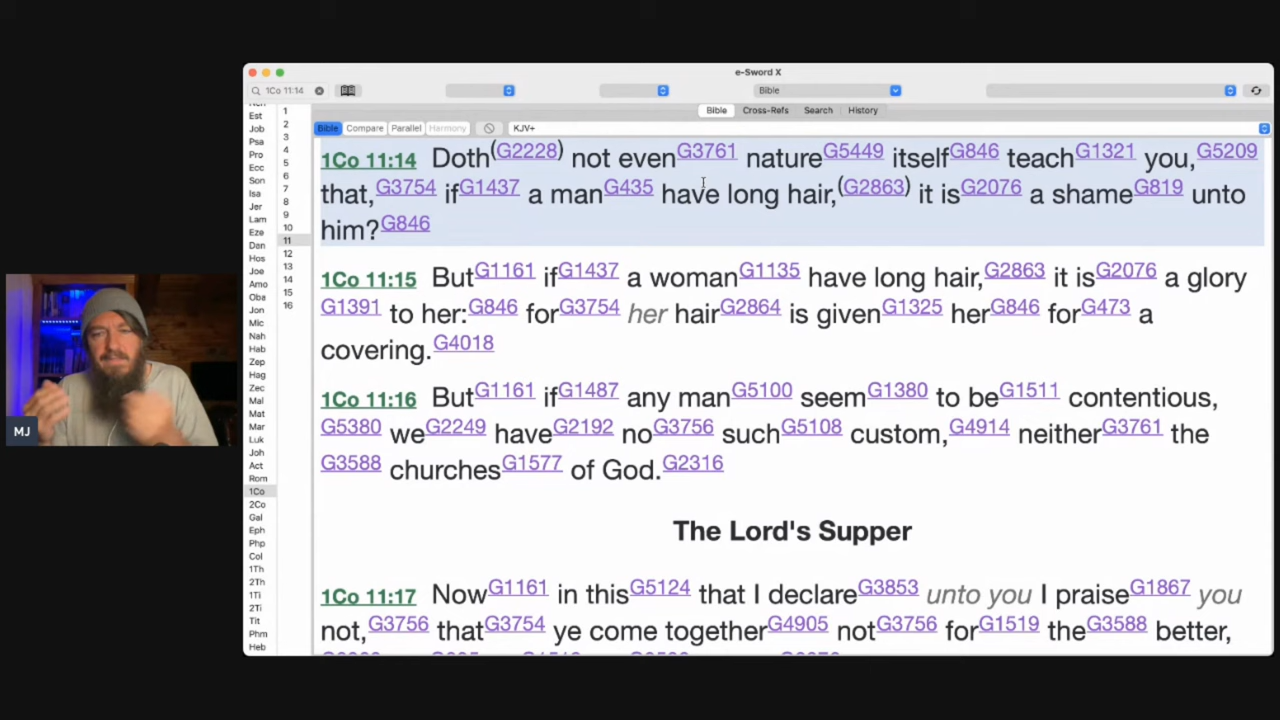 e-Sword X
1Co 11:14
Bible
Bible Cross-Refs Search History
Bible Compare Parallel Harmony KJV+
Est
Job
Psa
Pro
Ecc
Son
Isa
Jer
Lam
Eze
Dan
Hos
Joe
Amo
Oba
Jon
Mic
Nah
Hab
Zep
Hag
Zec
Mal
Mat
Mar
Luk
Joh
Act
Rom
1Co
2Co
Gal
Eph
Php
Col
1Th
2Th
1Ti
2Ti
Tit
Phm
Heb
1
2
3
4
5
6
7
8
9
10
11
12
13
14
15
16
1Co 11:14 Doth(G2228) not evenG3761 natureG5449 itselfG846 teachG1321 you,G5209
that,G3754 ifG1437 a manG435 have long hair,(G2863) it isG2076 a shameG819 unto
him?G846
1Co 11:15 ButG1161 ifG1437 a womanG1135 have long hair,G2863 it isG2076 a glory
G1391 to her:G846 forG3754 her hairG2864 is givenG1325 herG846 forG473 a
covering.G4018
1Co 11:16 ButG1161 ifG1487 any manG5100 seemG1380 to beG1511 contentious,
G5380 weG2249 haveG2192 noG3756 suchG5108 custom,G4914 neitherG3761 the
G3588 churchesG1577 of God.G2316
The Lord's Supper
1Co 11:17 NowG1161 in thisG5124 that I declareG3853 unto you I praiseG1867 you
not,G3756 thatG3754 ye come togetherG4905 notG3756 forG1519 theG3588 better,
MJ